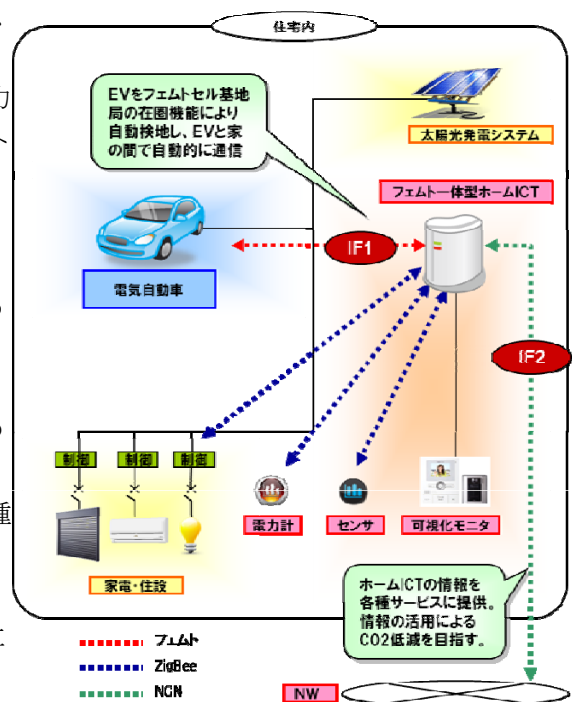 住宅内
EVをフェムトセル基地
局の在圏機能により
自動検地し、EVと家
の間で自動的に通信
太陽光発電システム
フェムト一体型ホームICT
IF1
電気自動車
IF2
制御
制御
制御
電力計
センサ
可視化モニタ
種
家電・住設
ホームICTの情報を
各種サービスに提供。
情報の活用による
CO2低減を目指す。
フェムト
ZigBee
NGN
NW